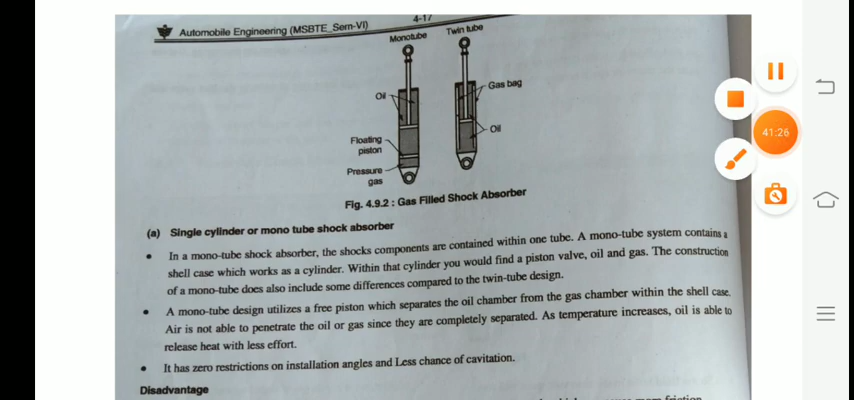 4-17
Automobile Engineering (MSBTE_Sem-VI)
Monotube
Twin tube
Oil
Gas bag
Oil
Floating
piston
Pressure
gas
Fig. 4.9.2 : Gas Filled Shock Absorber
(a) Single cylinder or mono tube shock absorber
• In a mono-tube shock absorber, the shocks components are contained within one tube. A mono-tube system contains a
shell case which works as a cylinder. Within that cylinder you would find a piston valve, oil and gas. The construction
of a mono-tube does also include some differences compared to the twin-tube design.
• A mono-tube design utilizes a free piston which separates the oil chamber from the gas chamber within the shell case.
Air is not able to penetrate the oil or gas since they are completely separated. As temperature increases, oil is able to
release heat with less effort.
• It has zero restrictions on installation angles and Less chance of cavitation.
Disadvantage
friction
41:26